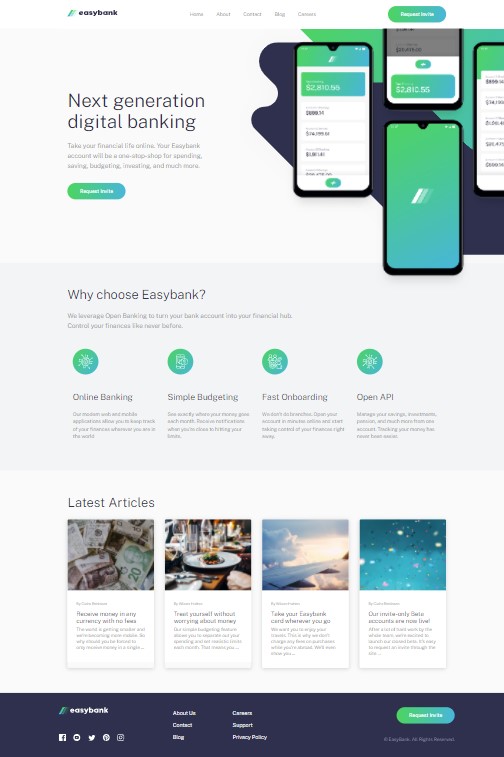 easybank
Home About Contact Blog Careers
Request Invite
Next generation
digital banking
Take your financial life online. Your Easybank
account will be a one-stop-shop for spending,
saving, budgeting, investing, and much more.
Request Invite
$2,810.55
$2,810.55
Why choose Easybank?
We leverage Open Banking to turn your bank account into your financial hub.
Control your finances like never before.
Online Banking
Our modern web and mobile
applications allow you to keep track
of your finances wherever you are in
the world
Simple Budgeting
See exactly where your money goes
each month. Receive notifications
when you're close to hitting your
limits.
Fast Onboarding
We don't do branches. Open your
account in minutes online and start
taking control of your finances right
away.
Open API
Manage your savings, investments,
pension, and much more from one
account. Tracking your money has
never been easier.
Latest Articles
Receive money in any
currency with no fees
The world is getting smaller and
we're becoming more mobile. So
why should you be forced to
only receive money in a single...
Treat yourself without
worrying about money
Our simple budgeting feature
allows you to separate out your
spending and set realistic limits
each month. That means you...
Take your Easybank
card wherever you go
We want you to enjoy your
travels. This is why we don't
charge any fees on purchases
while you're abroad. We'll even
show you...
Our invite-only Beta
accounts are now live!
After a lot of hard work by the
whole team, we're excited to
launch our closed beta. It's easy
to request an invite through the
site...
easybank
About Us
Contact
Blog
Careers
Support
Privacy Policy
Request Invite
© EasyBank. All Rights Reserved.